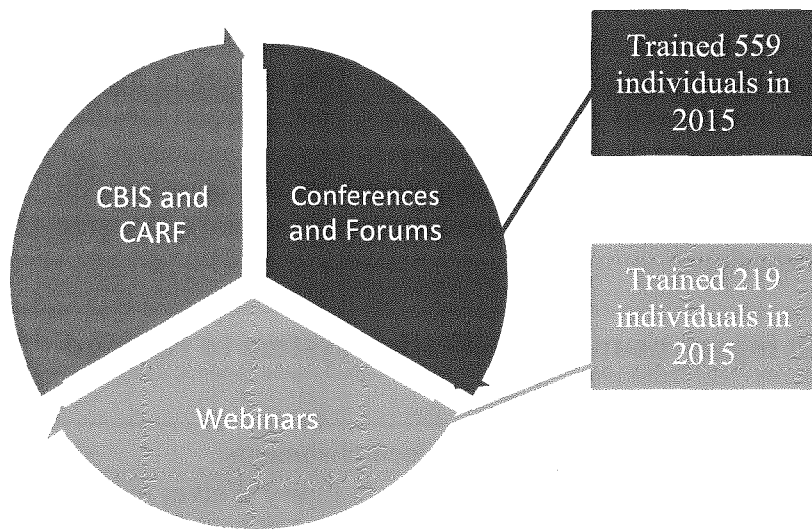 Trained 559
individuals in
2015
CBIS and
CARF
Conferences
and Forums
Trained 219
individuals in
2015
Webinars